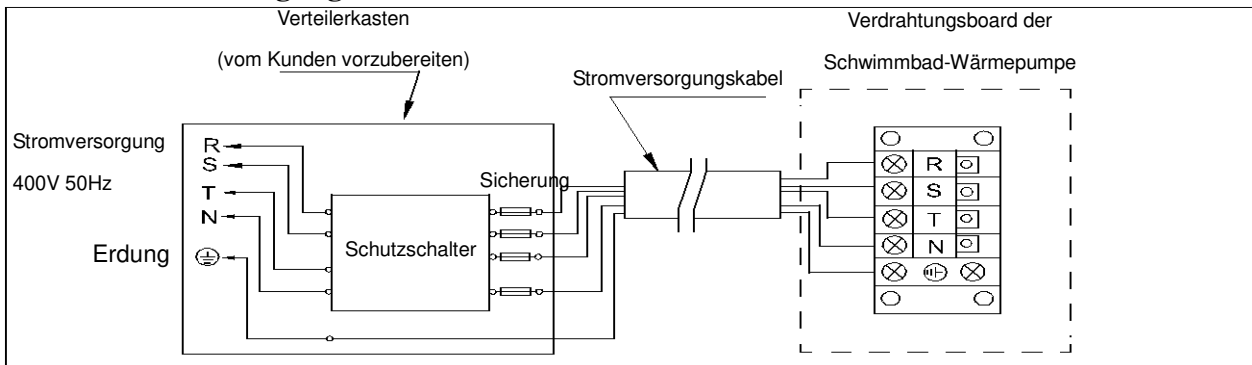 Verteilerkasten
(vom Kunden vorzubereiten)
Verdrahtungsboard der
Schwimmbad-Wärmepumpe
Stromversorgungskabel
Stromversorgung
400V 50Hz
Erdung
R
S
T
N
Schutzschalter
Sicherung
R
S
T
N